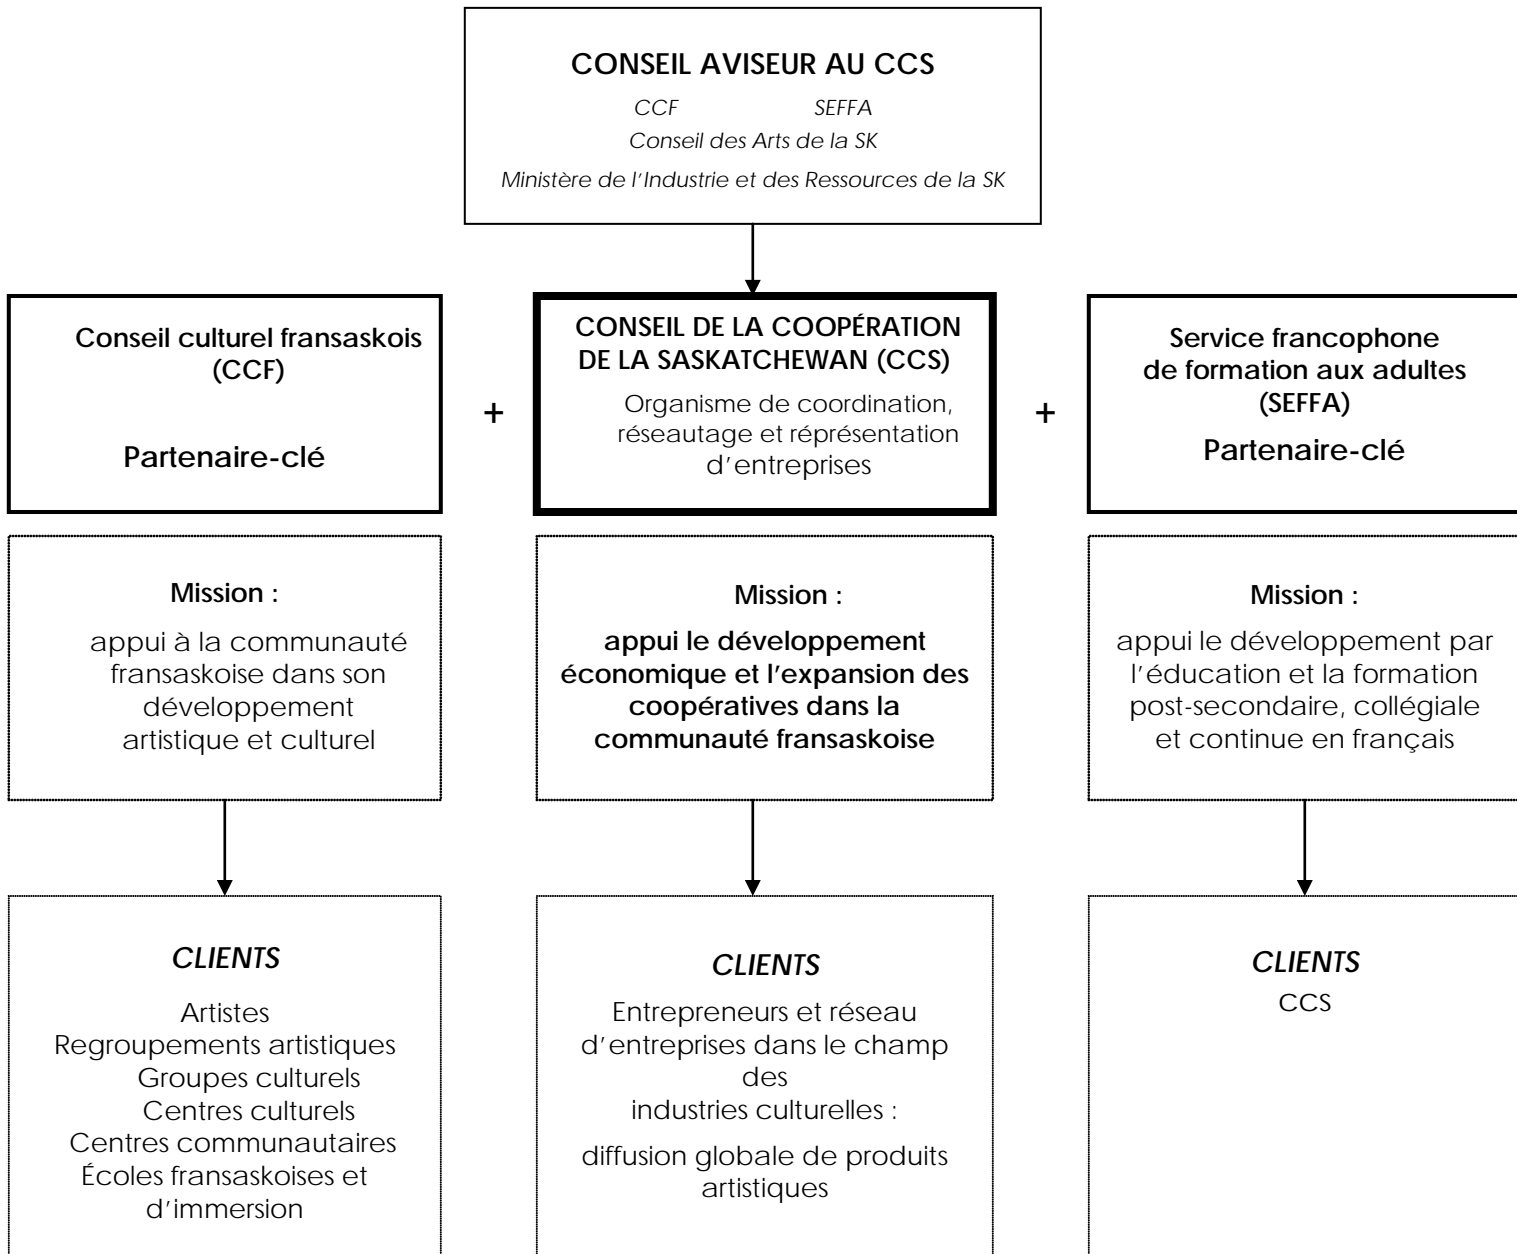 CONSEIL AVISEUR AU CCS
CCF SEFFA
Conseil des Arts de la SK
Ministère de l'Industrie et des Ressources de la SK
Conseil culturel fransaskois
(CCF)
Partenaire-clé
+
CONSEIL DE LA COOPÉRATION
DE LA SASKATCHEWAN (CCS)
Organisme de coordination,
réseautage et réprésentation
d'entreprises
+
Service francophone
de formation aux adultes
(SEFFA)
Partenaire-clé
Mission :
appui à la communauté
fransaskoise dans son
développement
artistique et culturel
Mission :
appui le développement
économique et l'expansion des
coopératives dans la
communauté fransaskoise
Mission :
appui le développement par
l'éducation et la formation
post-secondaire, collégiale
et continue en français
CLIENTS
Artistes
Regroupements artistiques
Groupes culturels
Centres culturels
Centres communautaires
Écoles fransaskoises et
d'immersion
CLIENTS
Entrepreneurs et réseau
d'entreprises dans le champ
des
industries culturelles :
diffusion globale de produits
artistiques
CLIENTS
CCS